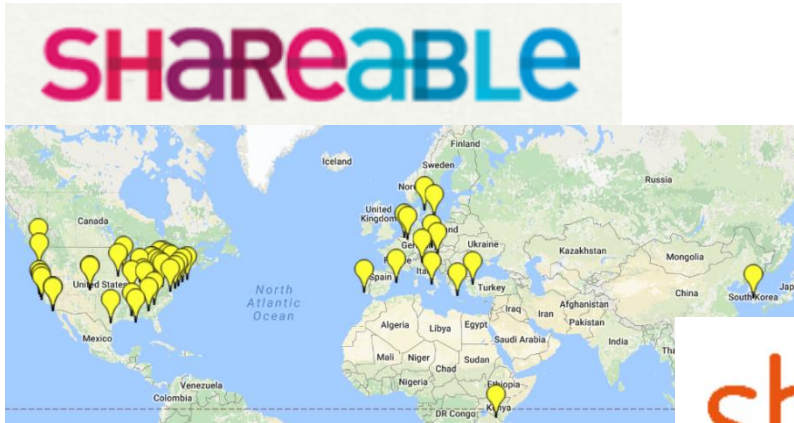 SHaReaBLe
Finland
Iceland
Sweden
Russia
Canada
United
Kingdom
Ukraine
Kazakhstan
Mongolia
Spain
United States
North
Atlantic
Ocean
Turkey
China
South Korea
Iraq
Iran
Afghanistan
Pakistan
Algeria
Libya
Egypt
Mexico
Saudi Arabia
India
Mali
Niger
Chad
Sudan
Nigeria
Ethiopia
Venezuela
Colombia
DR Congo
Kenya
sh